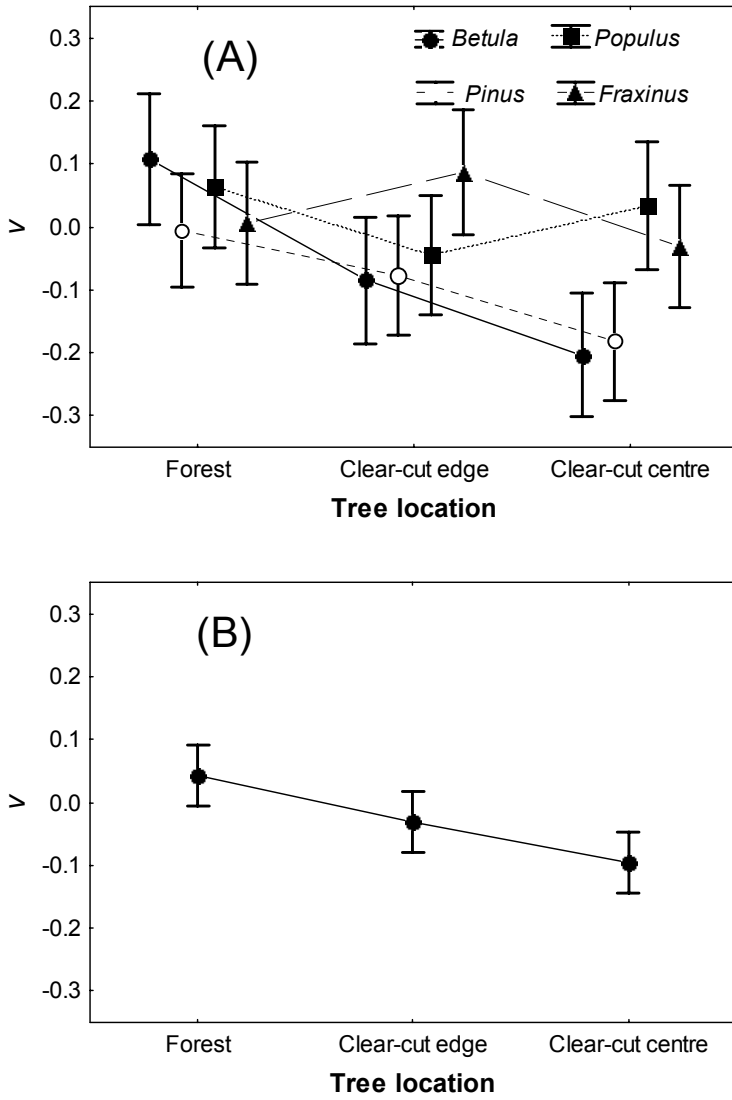 (A)
Betula Populus
Pinus Fraxinus
0.3
0.2
0.1
0.0
-0.1
-0.2
-0.3
v
Forest Clear-cut edge Clear-cut centre
Tree location
(B)
0.3
0.2
0.1
0.0
-0.1
-0.2
-0.3
v
Forest Clear-cut edge Clear-cut centre
Tree location